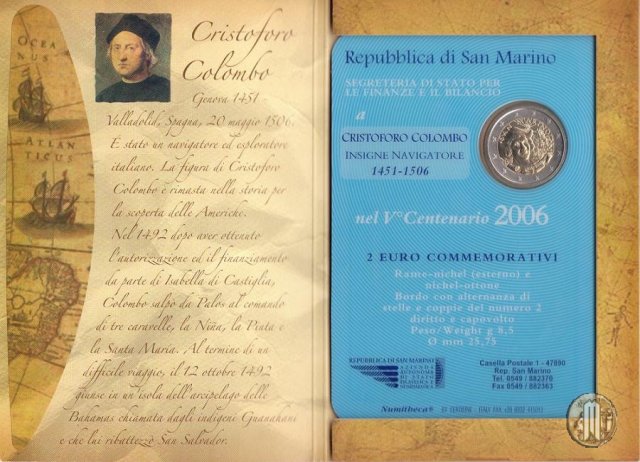 OCEA
ATLAN
TICUS
Cristoforo
Colombo
Genova 1451
Valladolid, Spagna, 20 maggio 1506
È stato un navigatore ed esploratore
italiano. La figura di Cristoforo
Colombo è rimasta nella storia per
la scoperta delle Americhe.
Nel 1492 dopo aver ottenuto
l'autorizzazione ed il finanziamento
da parte di Isabella di Castiglia,
Colombo salpò da Palos al comando
di tre caravelle, la Niña, la Pinta e
la Santa Maria. Al termine di un
difficile viaggio, il 12 ottobre 1492
giunse in un isola dell'arcipelago delle
Bahamas chiamata dagli indigeni Guanahani
e che lui ribattezzò San Salvador.
Repubblica di San Marino
SEGRETERIA DI STATO PER
LE FINANZE E IL BILANCIO
a
CRISTOFORO COLOMBO
INSIGNE NAVIGATORE
1451-1506
nel V° Centenario 2006
2 EURO COMMEMORATIVI
Rame-nichel (esterno) e
nichel-ottone
Bordo con alternanza di
stelle e coppie del numero 2
diritto e capovolto
Peso/Weight g 8,5
Ø mm 25,75
REPUBBLICA DI SAN MARINO
AZIENDA
AUTONOMA
DI STATO
FILATELICA
NUMISMATICA
Casella Postale 1 - 47890
Rep. San Marino
Tel. 0549 / 882370
Fax 0549 / 882363
Numitheca®